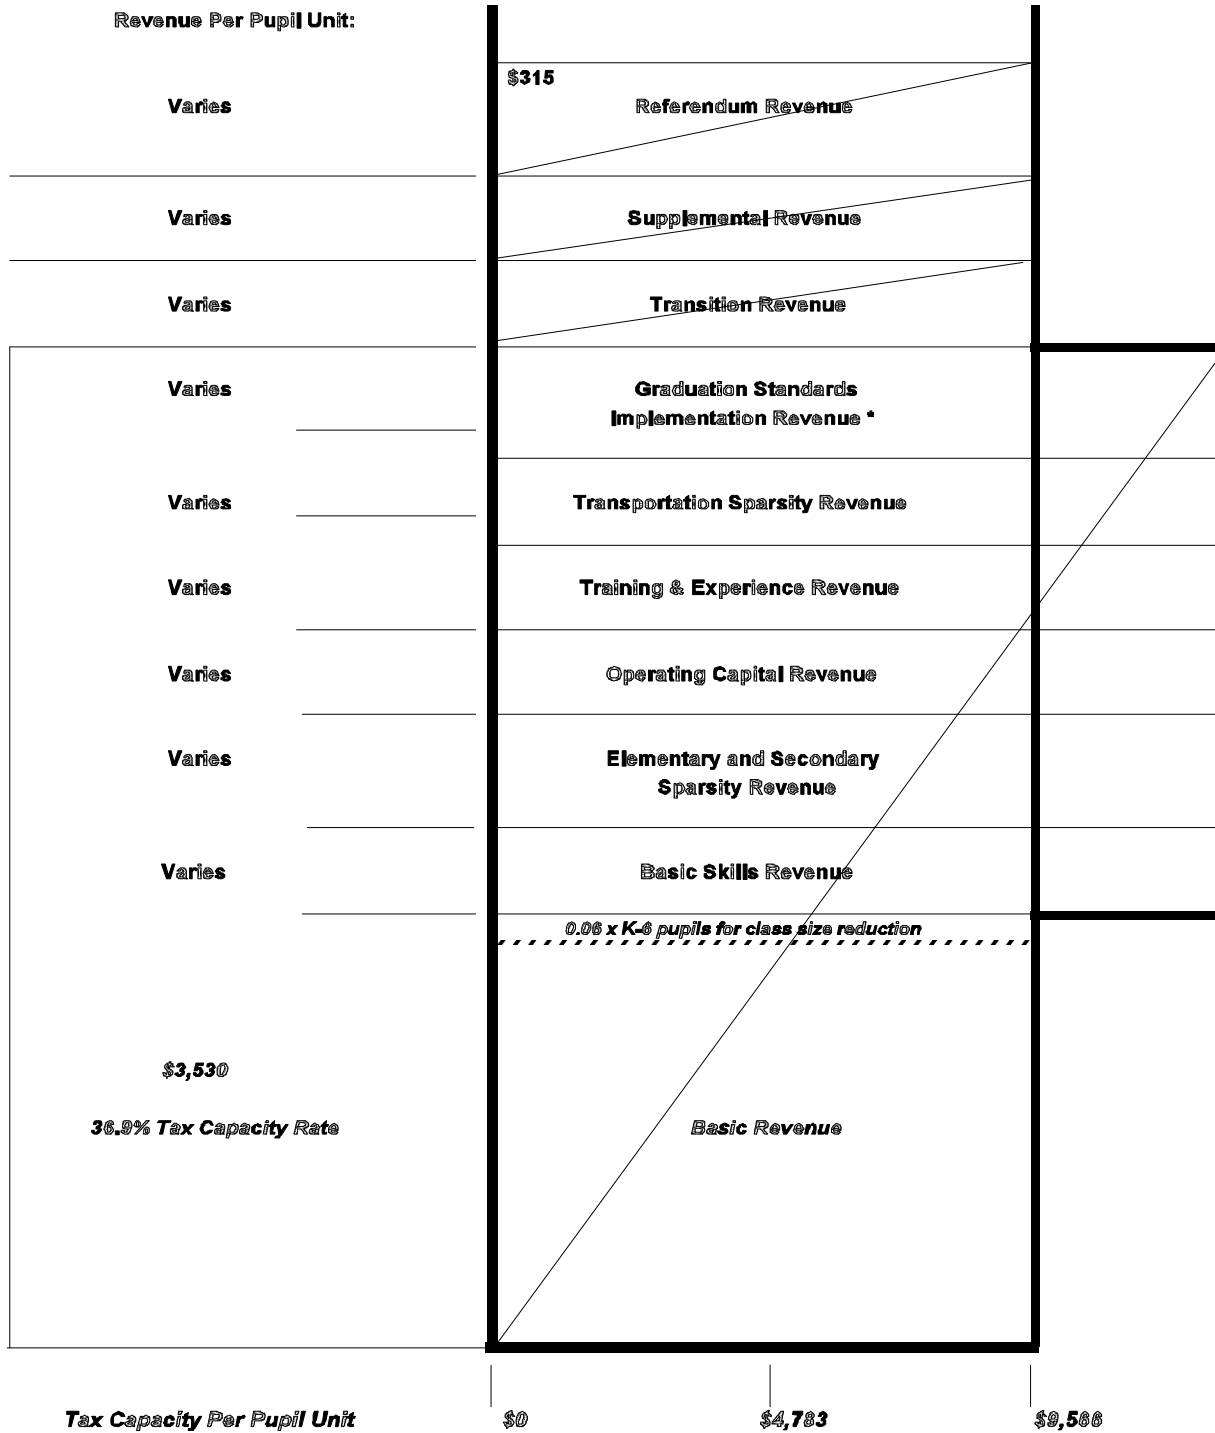 Revenue Per Pupil Unit:
$315
Varies
Referendum Revenue
Varies
Supplemental Revenue
Varies
Transition Revenue
Varies
Graduation Standards
Implementation Revenue *
Varies
Transportation Sparsity Revenue
Varies
Training & Experience Revenue
Varies
Operating Capital Revenue
Varies
Elementary and Secondary
Sparsity Revenue
Varies
Basic Skills Revenue
0.06 x K-6 pupils for class size reduction
$3,530
36.9% Tax Capacity Rate
Basic Revenue
Tax Capacity Per Pupil Unit
$0
$4,783
$9,566